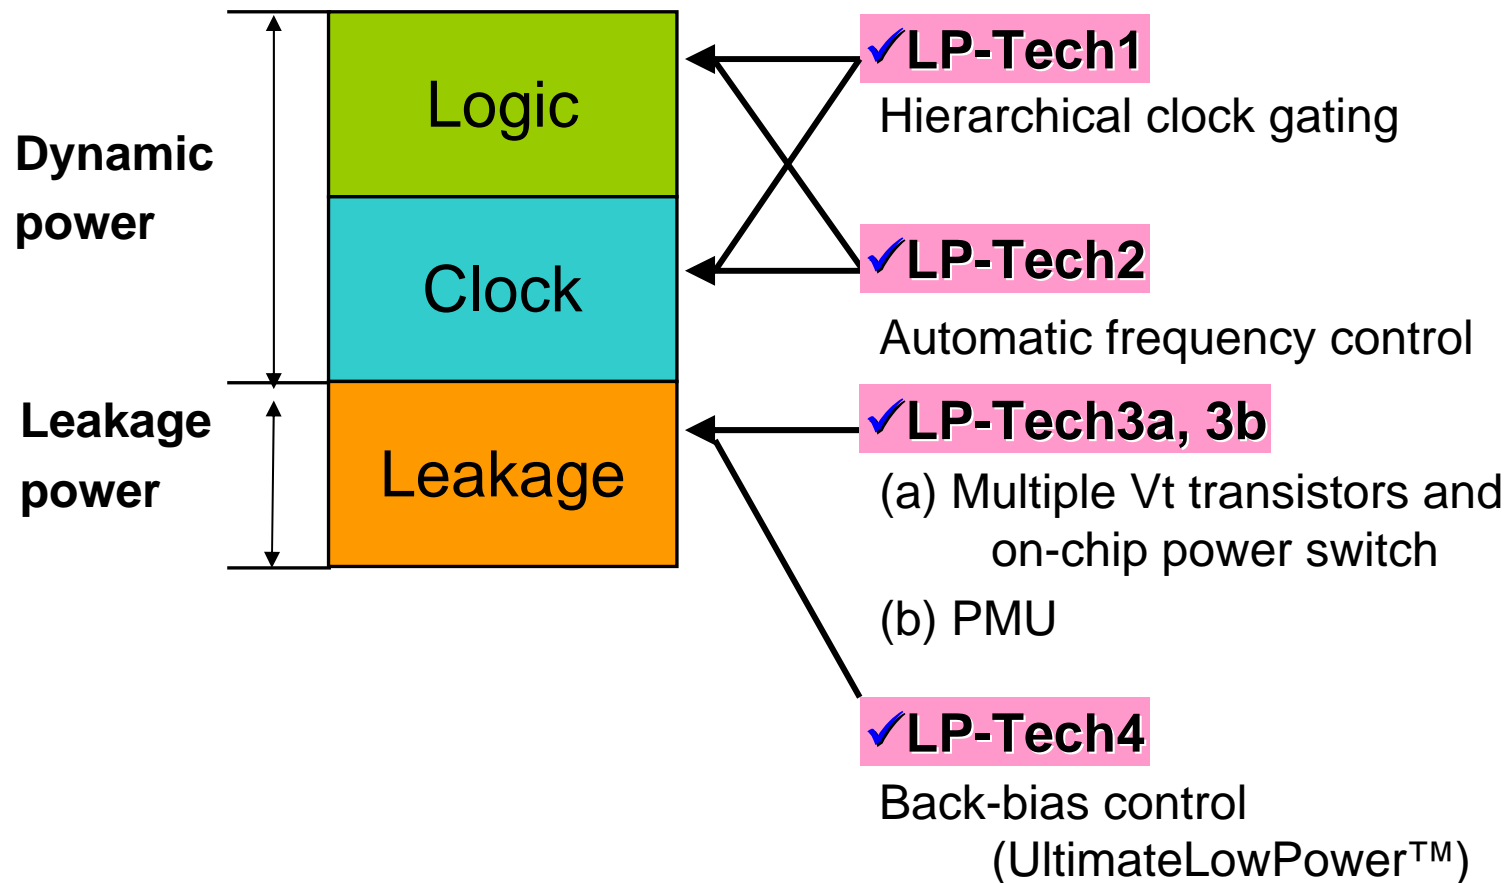 Dynamic
power
Leakage
power
Logic
Clock
Leakage
✓LP-Tech1
Hierarchical clock gating
✓LP-Tech2
Automatic frequency control
✓LP-Tech3a, 3b
(a) Multiple Vt transistors and
on-chip power switch
(b) PMU
✓LP-Tech4
Back-bias control
(UltimateLowPower™)